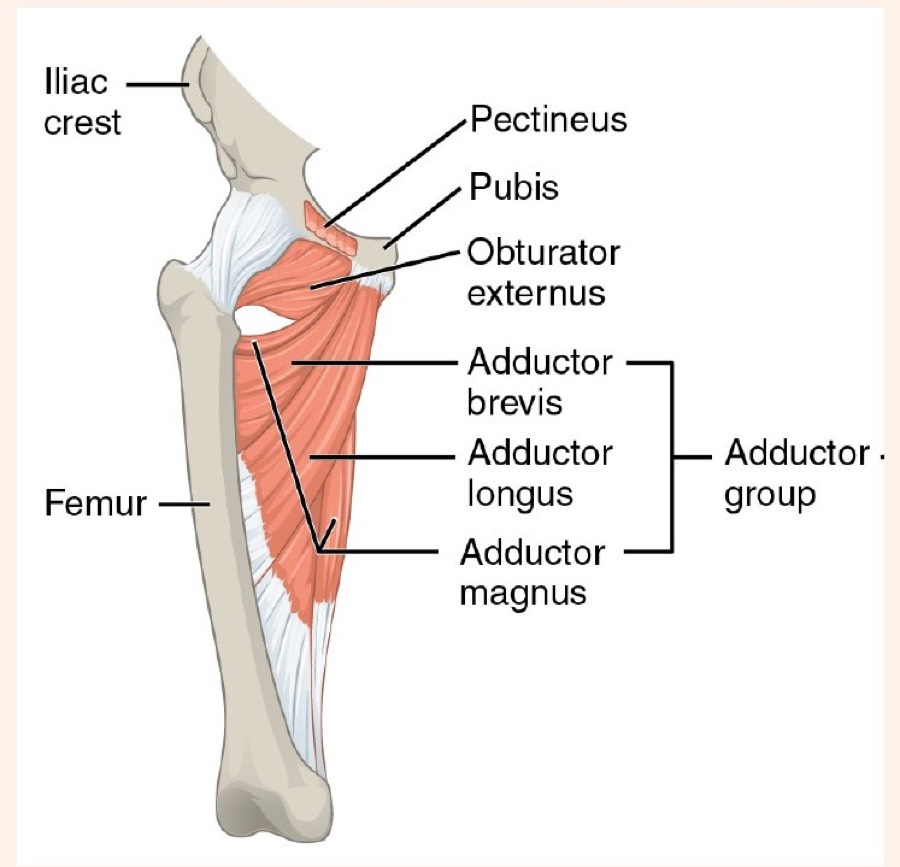 Iliac
crest
Pectineus
Pubis
Obturator
externus
Adductor
brevis
Adductor
longus
Adductor
group
Femur
Adductor
magnus